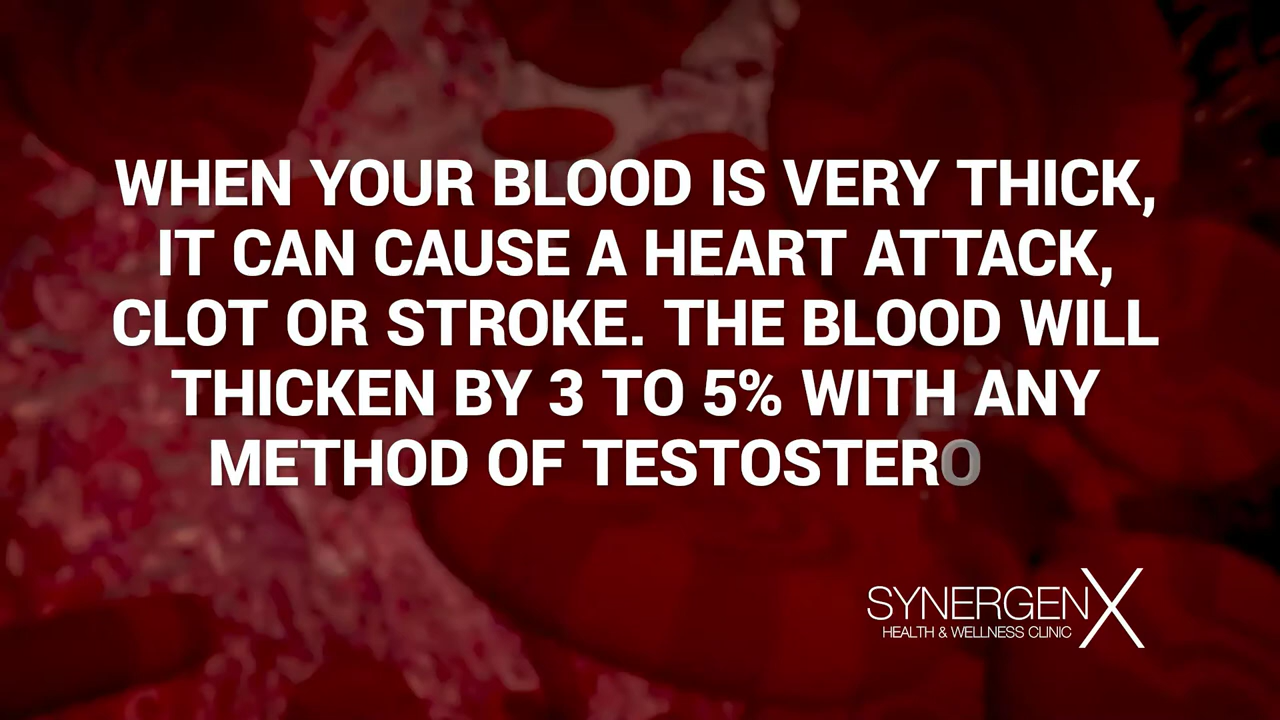 WHEN YOUR BLOOD IS VERY THICK,
IT CAN CAUSE A HEART ATTACK,
CLOT OR STROKE. THE BLOOD WILL
THICKEN BY 3 TO 5% WITH ANY
METHOD OF TESTOSTERO
SYNERGENX
HEALTH & WELLNESS CLINIC